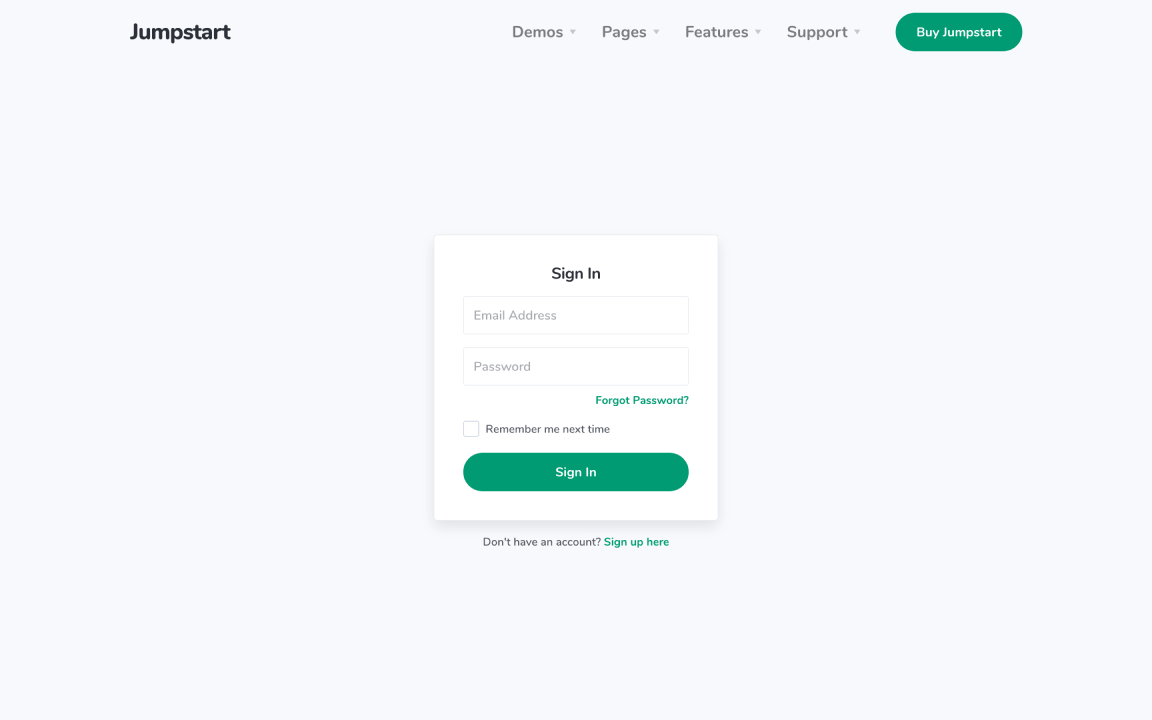 Jumpstart
Demos Pages Features Support Buy Jumpstart
Sign In
Email Address
Password
Forgot Password?
Remember me next time
Sign In
Don't have an account? Sign up here